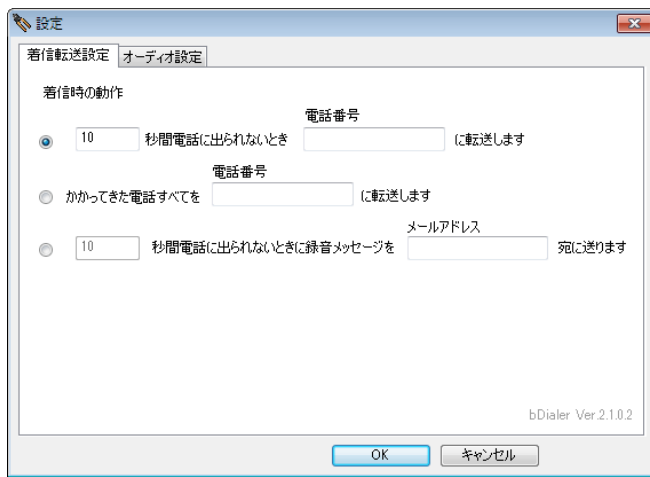 設定
着信転送設定 オーディオ設定
着信時の動作
電話番号
10 秒間電話に出られないとき に転送します
電話番号
かかってきた電話すべてを に転送します
メールアドレス
10 秒間電話に出られないときに録音メッセージを 宛に送ります
bDialer Ver.2.1.0.2
OK キャンセル